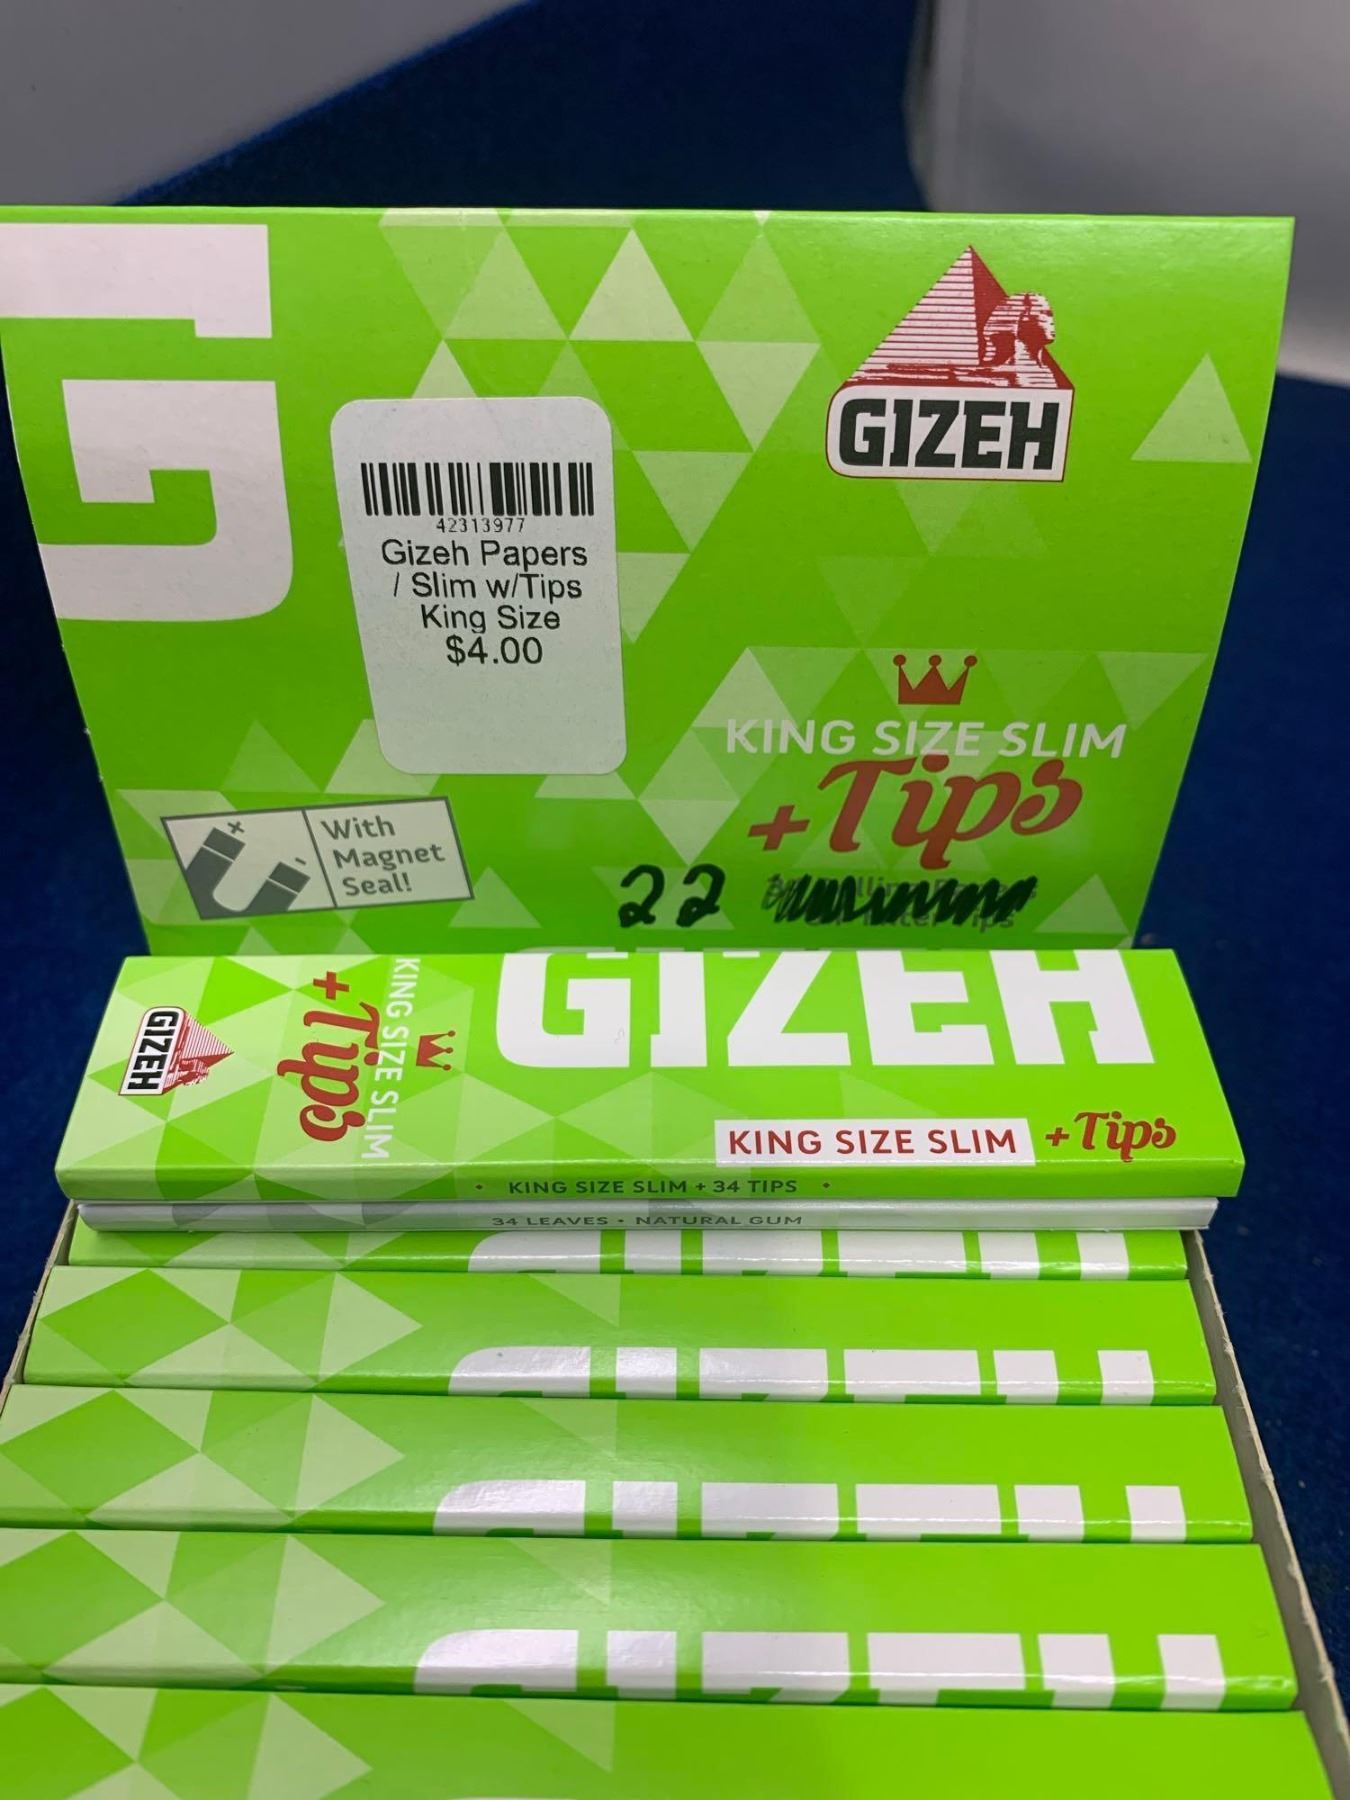 G
GIZEH
42313977
Gizeh Papers
/ Slim w/Tips
King Size
$4.00
KING SIZE SLIM
+Tips
With
Magnet
Seal!
22
GIZEH
KING SIZE SLIM
+Tips
GIZEH
KING SIZE SLIM +Tips
• KING SIZE SLIM + 34 TIPS •
34 LEAVES • NATURAL GUM